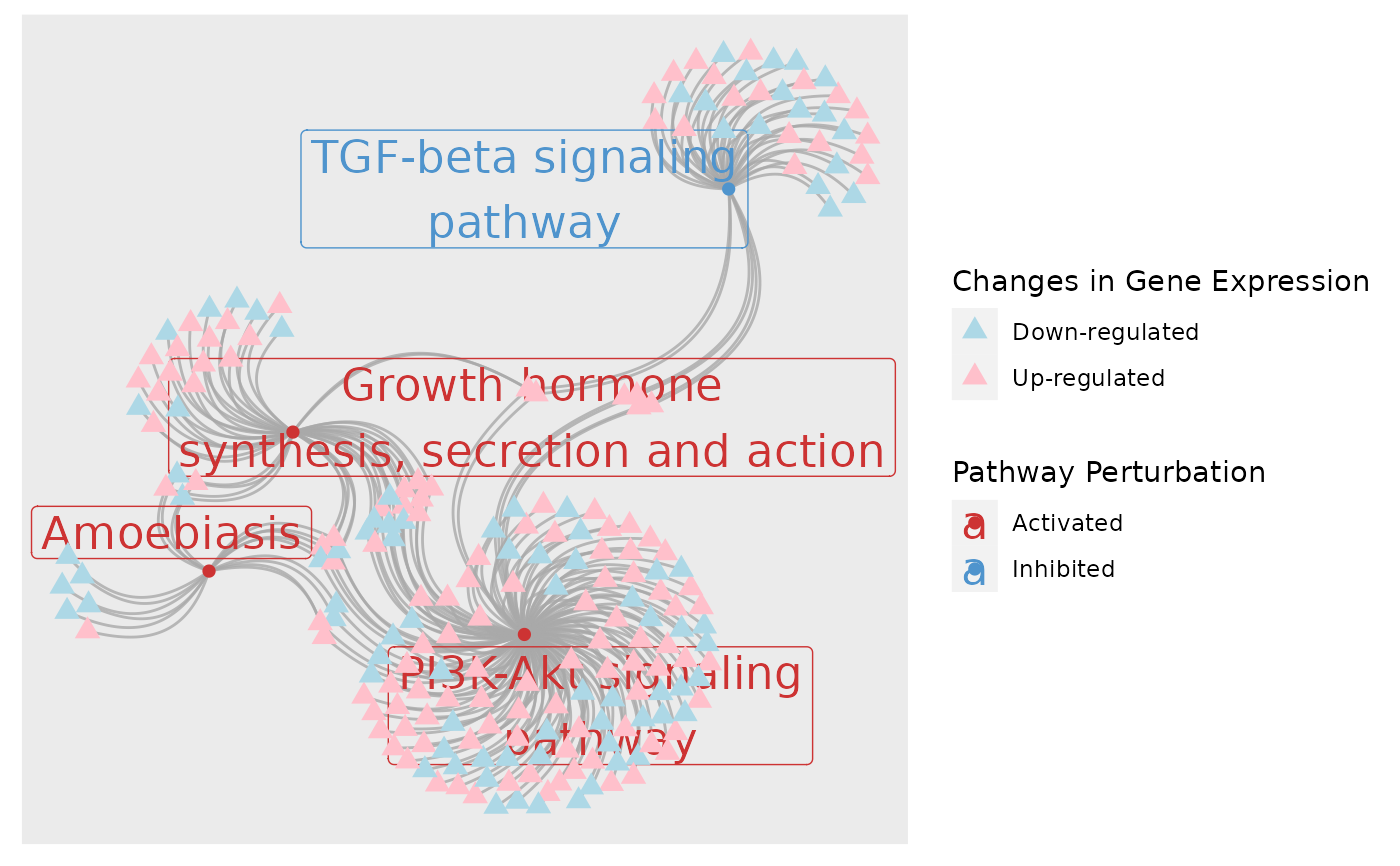 TGF-beta signaling
pathway
Growth hormone
synthesis, secretion and action
Amoebiasis
PI3K-Akt signaling
pathway
Changes in Gene Expression
Down-regulated
Up-regulated
Pathway Perturbation
a Activated
a Inhibited